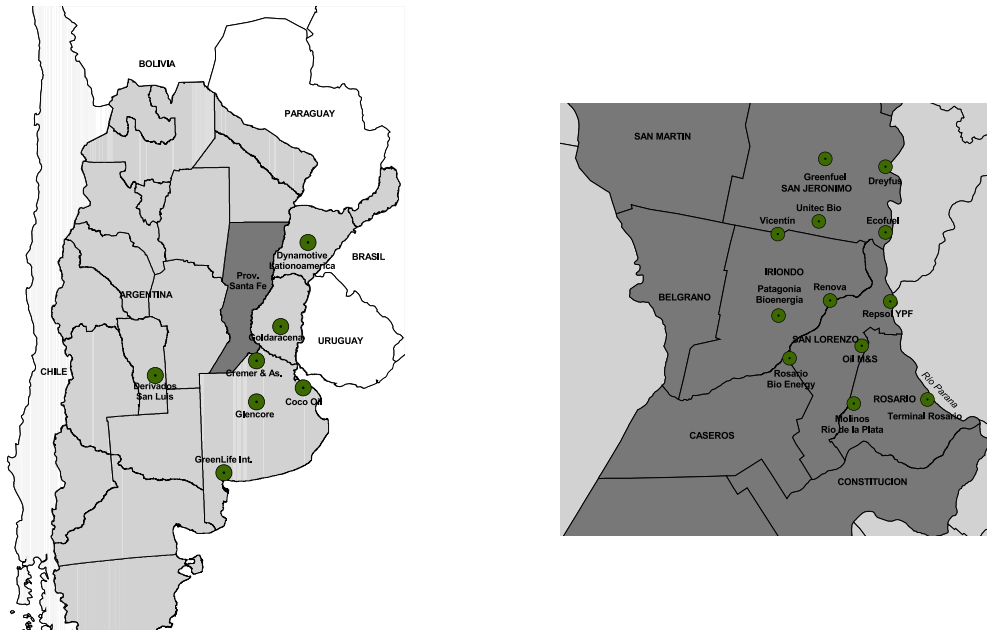 BOLIVIA
PARAGUAY
Dynamotive
Lationoamerica
BRASIL
Prov.
Santa Fe
ARGENTINA
Goldaracena
URUGUAY
CHILE
Cremer & As.
Derivados
San Luis
Coco Oil
Glencore
GreenLife Int.
SAN MARTIN
Greenfuel
SAN JERONIMO
Dreyfus
Unitec Bio
Vicentin
Ecofuel
IRIONDO
Patagonia
Bioenergia
Renova
BELGRANO
Repsol YPF
SAN LORENZO
Oil M&S
Rosario
Bio Energy
Río Parana
ROSARIO
Terminal Rosario
Molinos
Rio de la Plata
CASEROS
CONSTITUCION